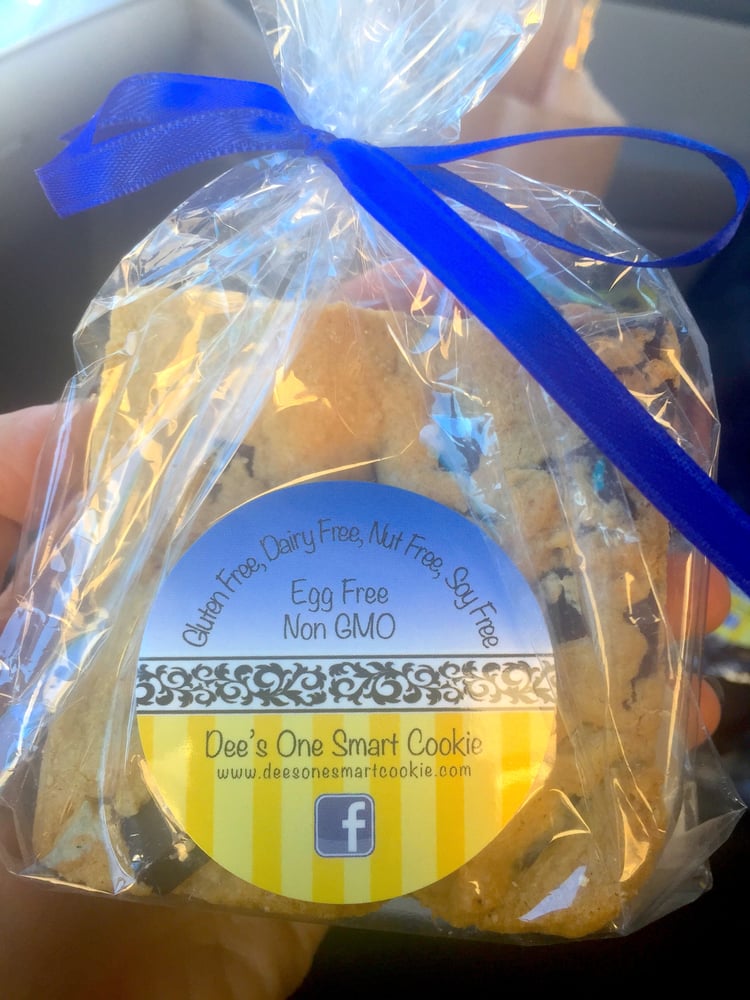 Gluten Free, Dairy Free, Nut Free, Soy Free
Egg Free
Non GMO
Dee's One Smart Cookie
www.deesonesmartcookie.com
f